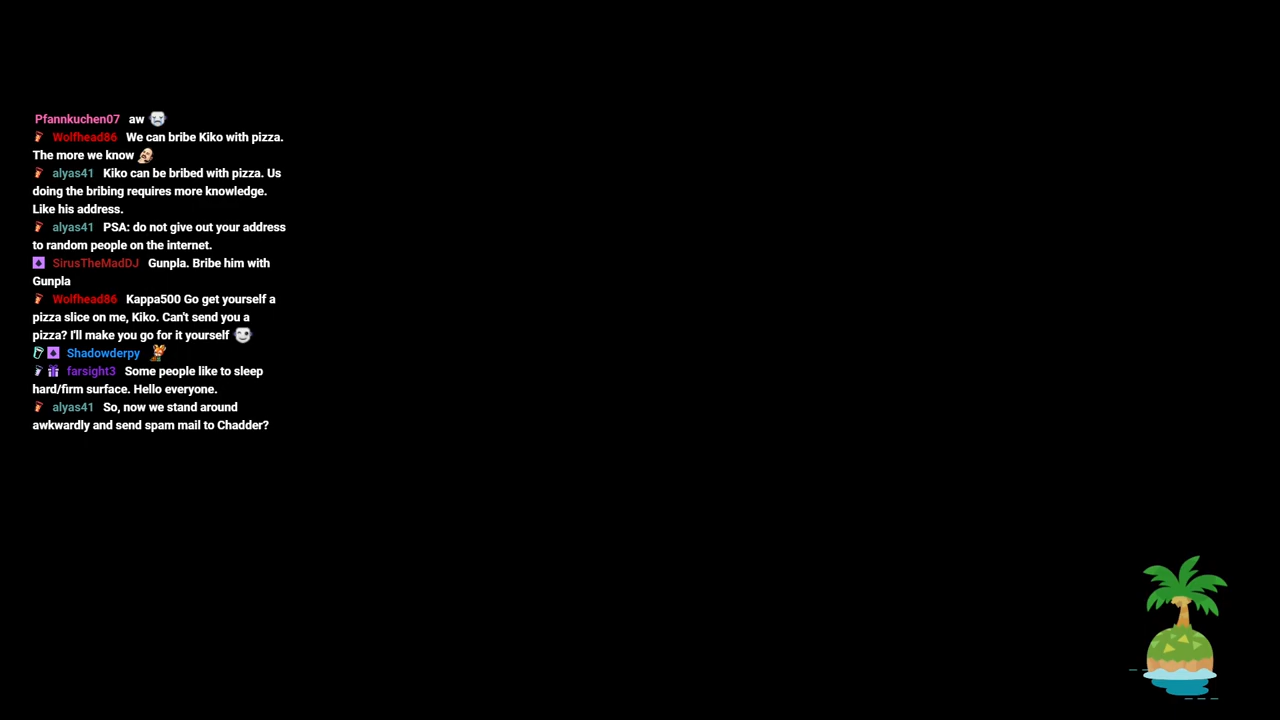 Pfannkuchen07 aw
Wolfhead86 We can bribe Kiko with pizza.
The more we know
alyas41 Kiko can be bribed with pizza. Us
doing the bribing requires more knowledge.
Like his address.
alyas41 PSA: do not give out your address
to random people on the internet.
SirusTheMadDJ Gunpla. Bribe him with
Gunpla
Wolfhead86 Kappa500 Go get yourself a
pizza slice on me, Kiko. Can't send you a
pizza? I'll make you go for it yourself
Shadowderpy
farsight3 Some people like to sleep
hard/firm surface. Hello everyone.
alyas41 So, now we stand around
awkwardly and send spam mail to Chadder?